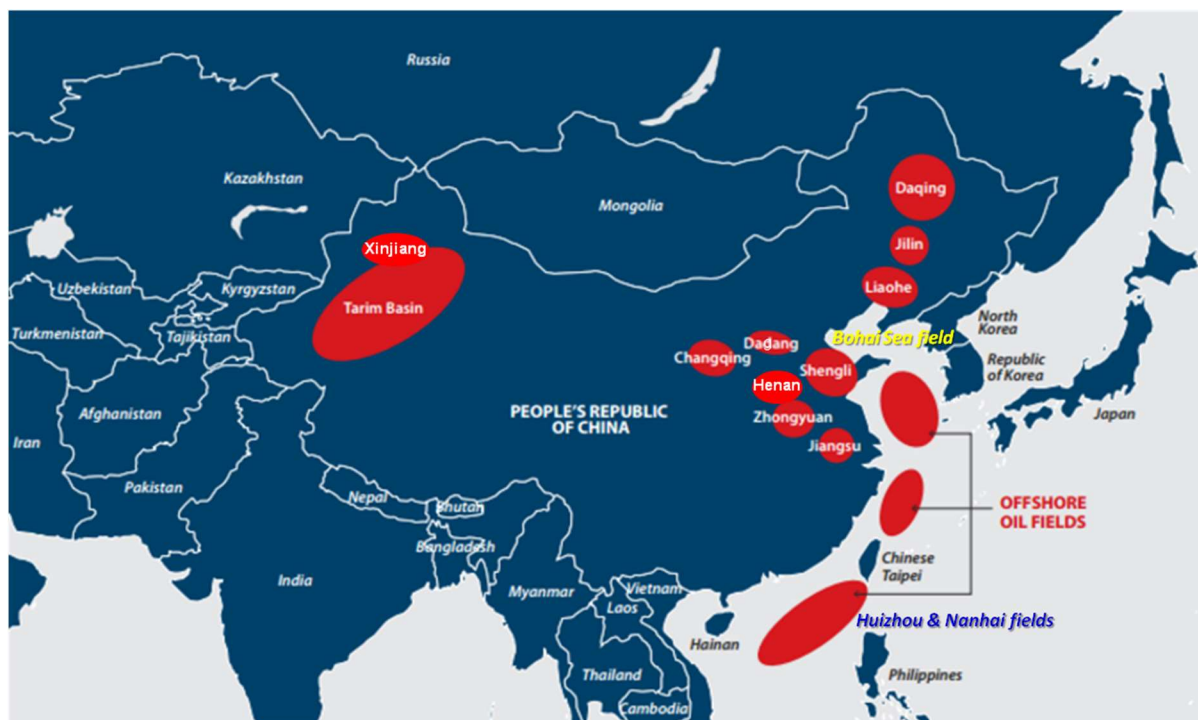 Russia
Kazakhstan
Mongolia
Daqing
Jilin
Xinjiang
Liaohe
Uzbekistan
Kyrgyzstan
Tarim Basin
North
Korea
Turkmenistan
Tajikistan
Dagang
Bohai Sea field
Changqing
Shengli
Republic
of Korea
Henan
Afghanistan
PEOPLE'S REPUBLIC
OF CHINA
Zhongyuan
Japan
Iran
Jiangsu
Pakistan
Nepal
Bhutan
OFFSHORE
OIL FIELDS
Bangladesh
Chinese
Taipei
India
Myanmar
Vietnam
Laos
Huizhou & Nanhai fields
Hainan
Thailand
Philippines
Cambodia